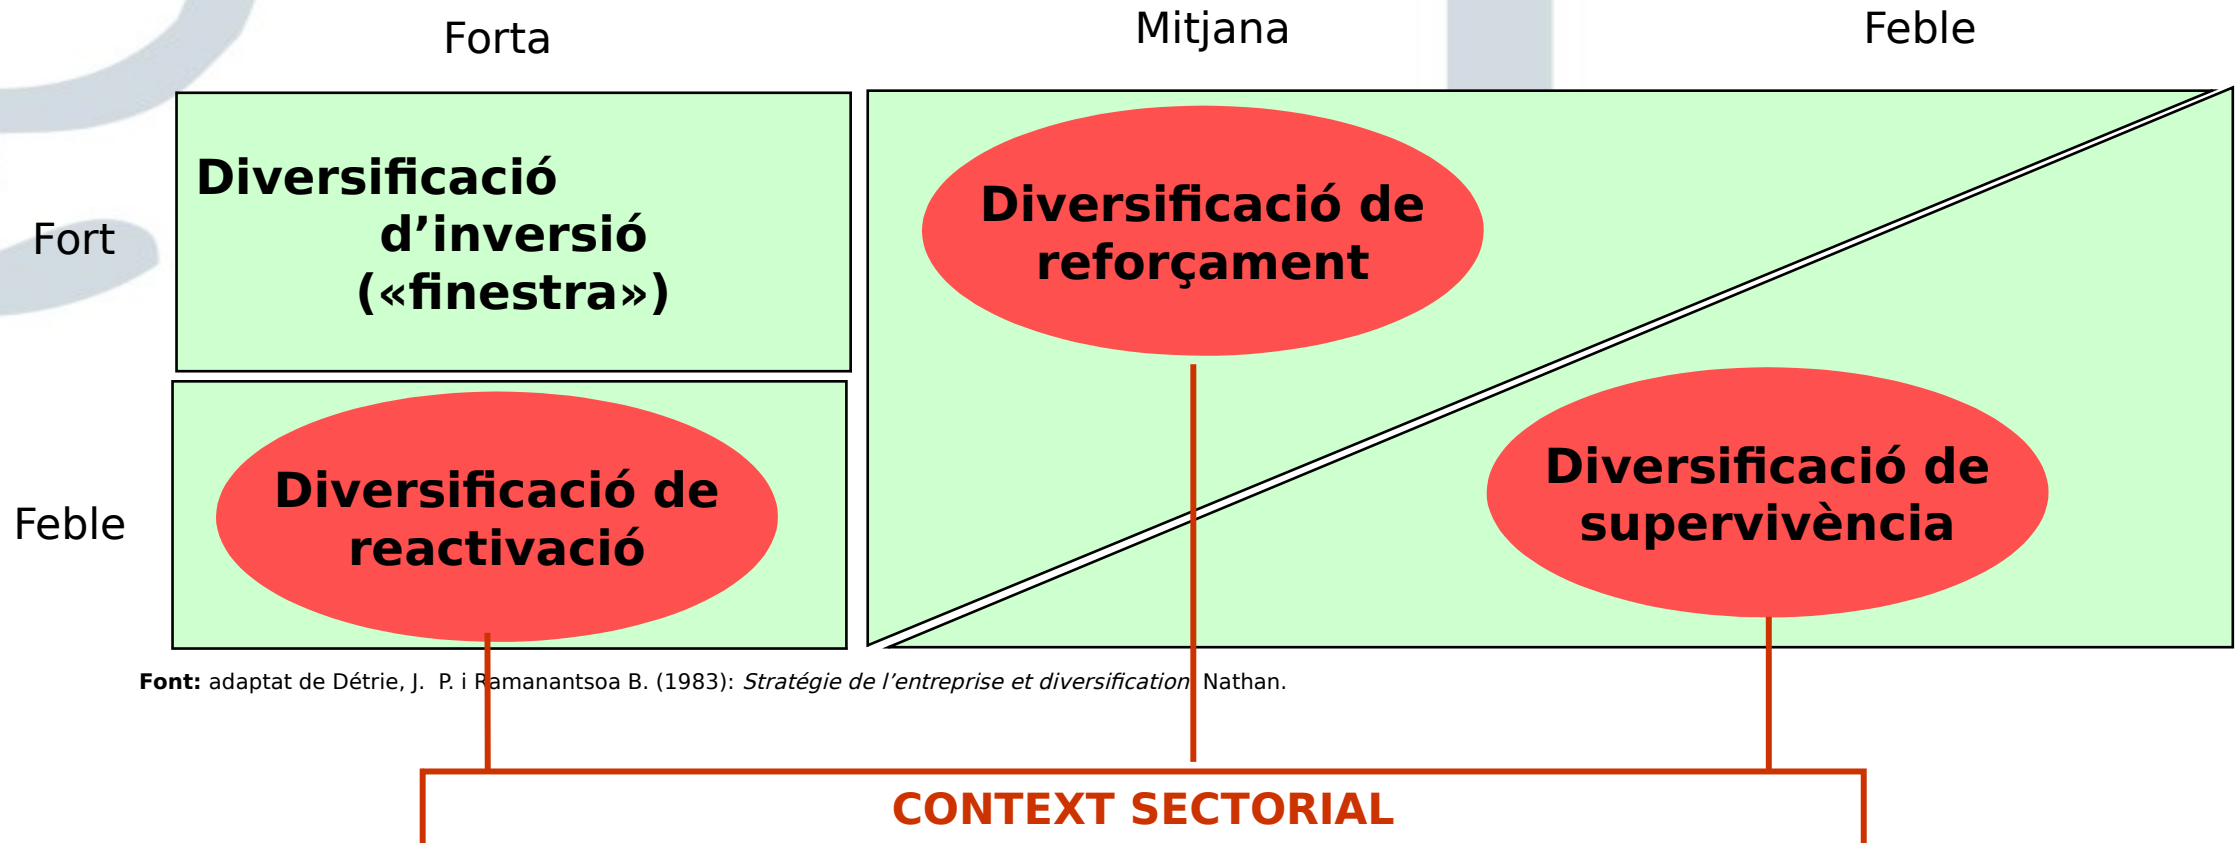 Forta
Mitjana
Feble
Fort
Diversificació
d’inversió
(«finestra»)
Diversificació de
reforçament
Feble
Diversificació de
reactivació
Diversificació de
supervivència
Font: adaptat de Détrie, J. P. i Ramanantsoa B. (1983): Stratégie de l’entreprise et diversification, Nathan.
CONTEXT SECTORIAL